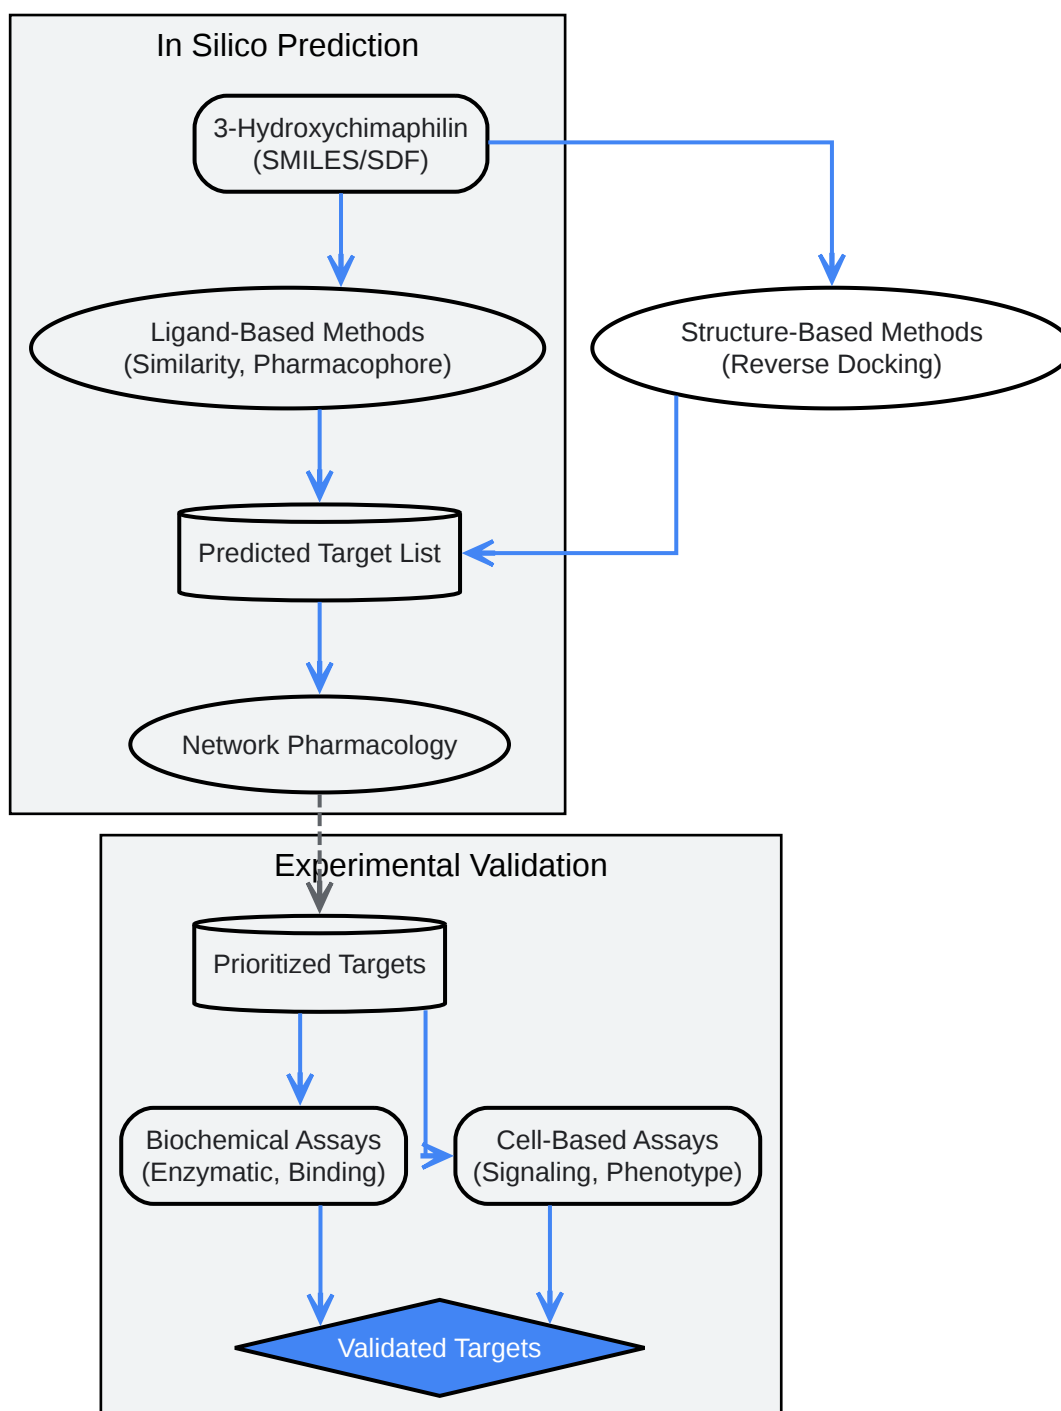 In Silico Prediction
3-Hydroxychimaphilin
(SMILES/SDF)
Ligand-Based Methods
(Similarity, Pharmacophore)
Structure-Based Methods
(Reverse Docking)
Predicted Target List
Network Pharmacology
Experimental Validation
Prioritized Targets
Biochemical Assays
(Enzymatic, Binding)
Cell-Based Assays
(Signaling, Phenotype)
Validated Targets